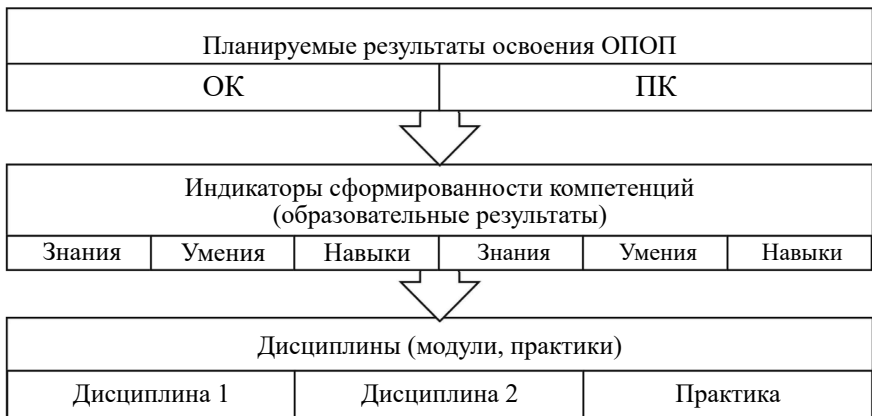 Планируемые результаты освоения ОПОП
ОК ПК
Индикаторы сформированности компетенций
(образовательные результаты)
Знания Умения Навыки Знания Умения Навыки
Дисциплины (модули, практики)
Дисциплина 1 Дисциплина 2 Практика